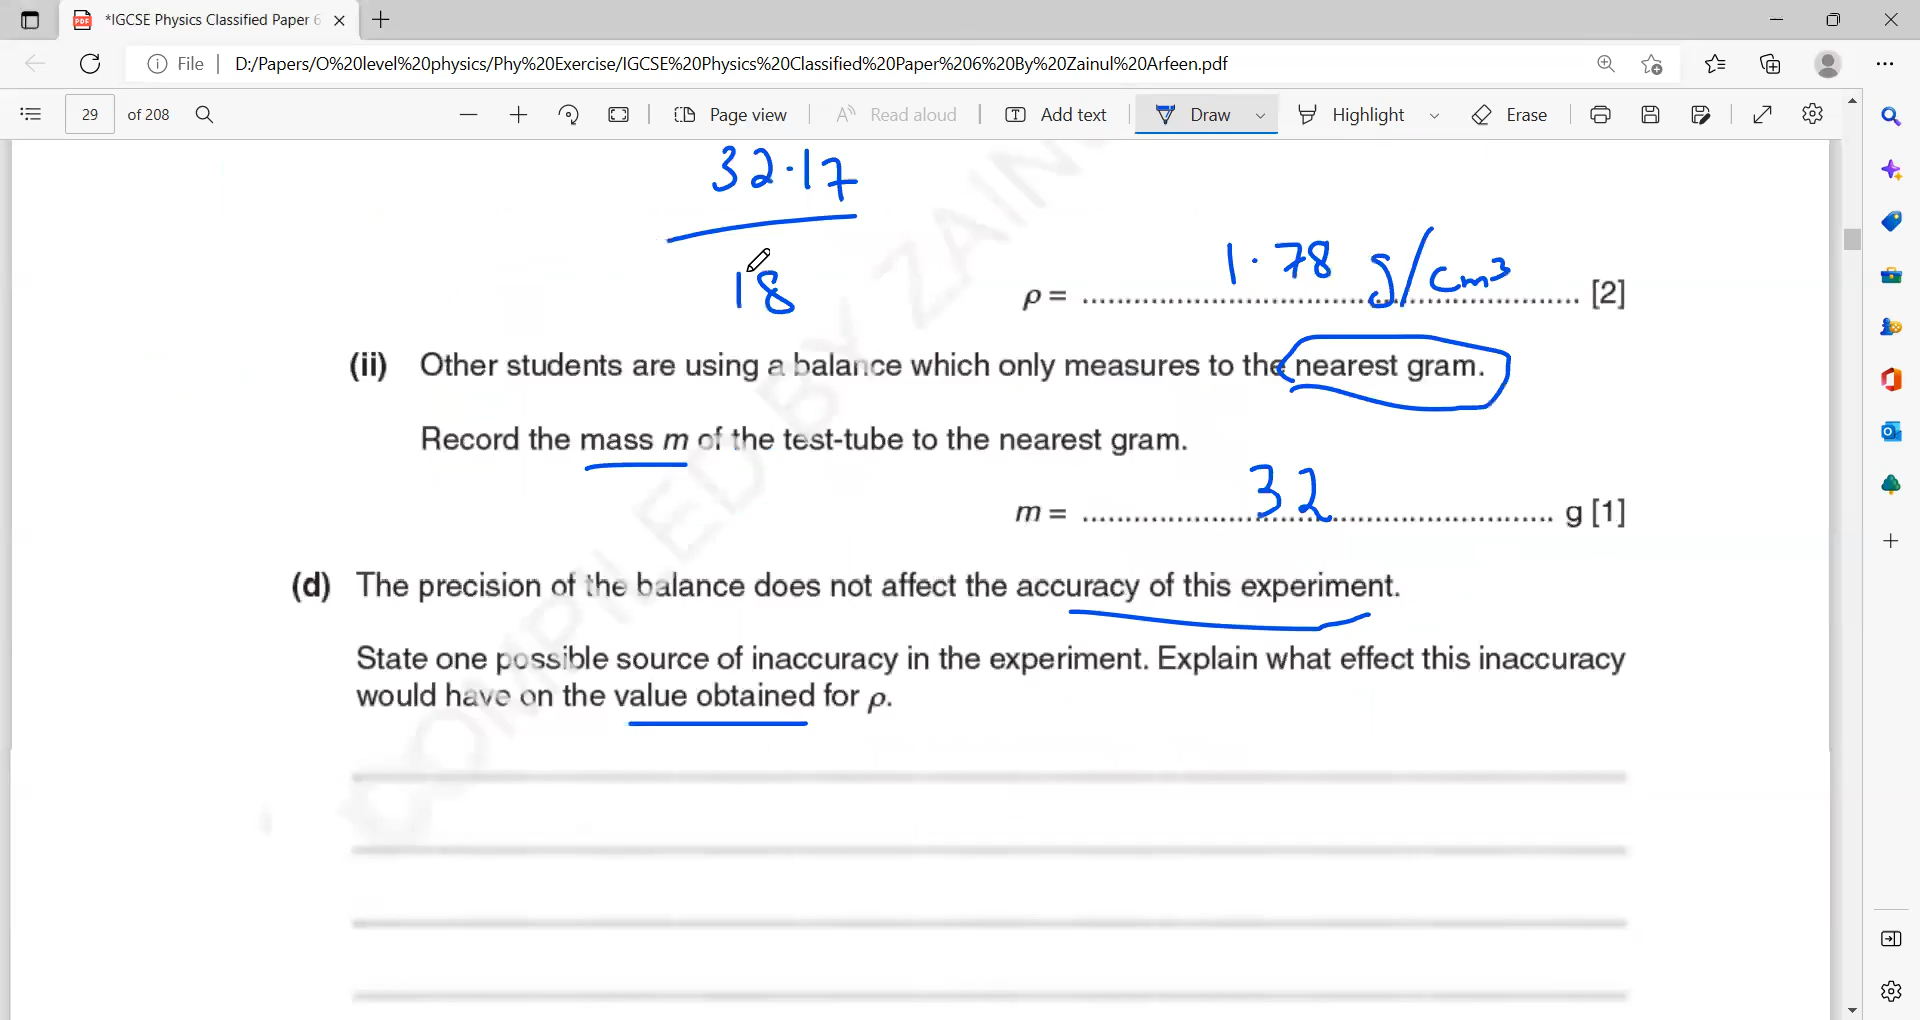 *IGCSE Physics Classified Paper 6
File
D:/Papers/O%20level%20physics/Phy%20Exercise/IGCSE%20Physics%20Classified%20Paper%206%20By%20Zainul%20Arfeen.pdf
29 of 208
Page view
Read aloud
Add text
Draw
Highlight
Erase
32.17
18
1.78 g/cm³
ρ = ........................................ [2]
(ii) Other students are using a balance which only measures to the nearest gram.
Record the mass m of the test-tube to the nearest gram.
32
m = ........................................ g [1]
(d) The precision of the balance does not affect the accuracy of this experiment.
State one possible source of inaccuracy in the experiment. Explain what effect this inaccuracy
would have on the value obtained for ρ.
COMPILED BY ZAIN